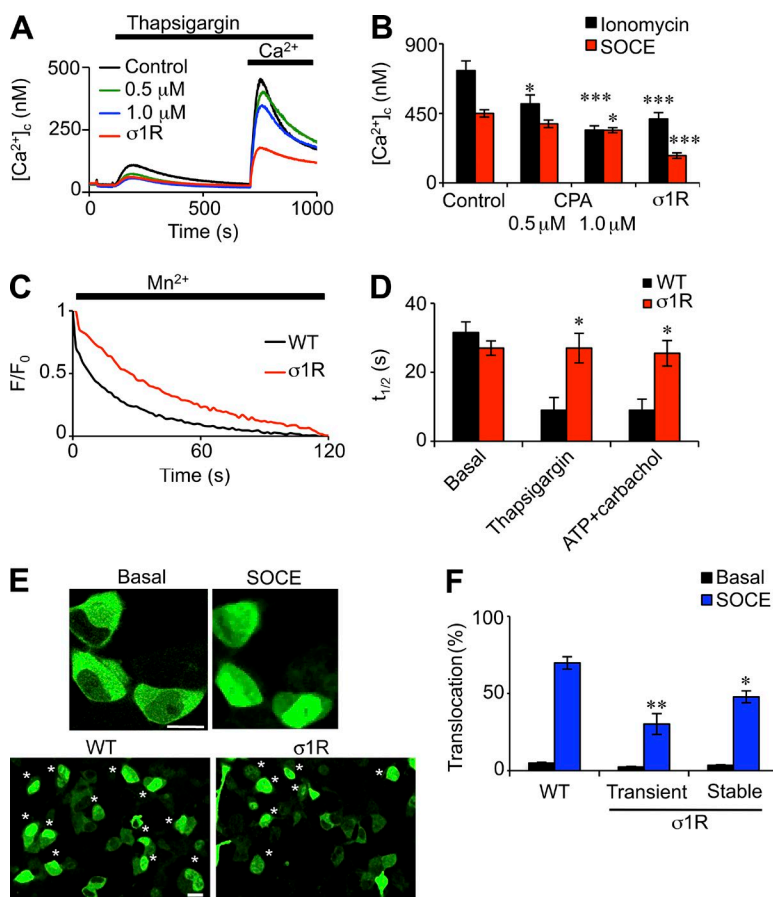 A
Thapsigargin
Ca2+
[Ca2+]c (nM)
500
250
0
Control
0.5 μM
1.0 μM
σ1R
0 500 1000
Time (s)
B
Ionomycin
SOCE
[Ca2+]c (nM)
900
450
0
*
***
*
***
***
Control CPA σ1R
0.5 μM 1.0 μM
C
Mn2+
F/F0
1
0.5
0
WT
σ1R
0 60 120
Time (s)
D
WT
σ1R
t1/2 (s)
40
20
0
* *
Basal
Thapsigargin
ATP+carbachol
E
Basal SOCE
WT σ1R
* * * * * * * * * * * *
* * * * * * *
F
Basal
SOCE
Translocation (%)
100
50
0
**
*
WT Transient Stable
σ1R